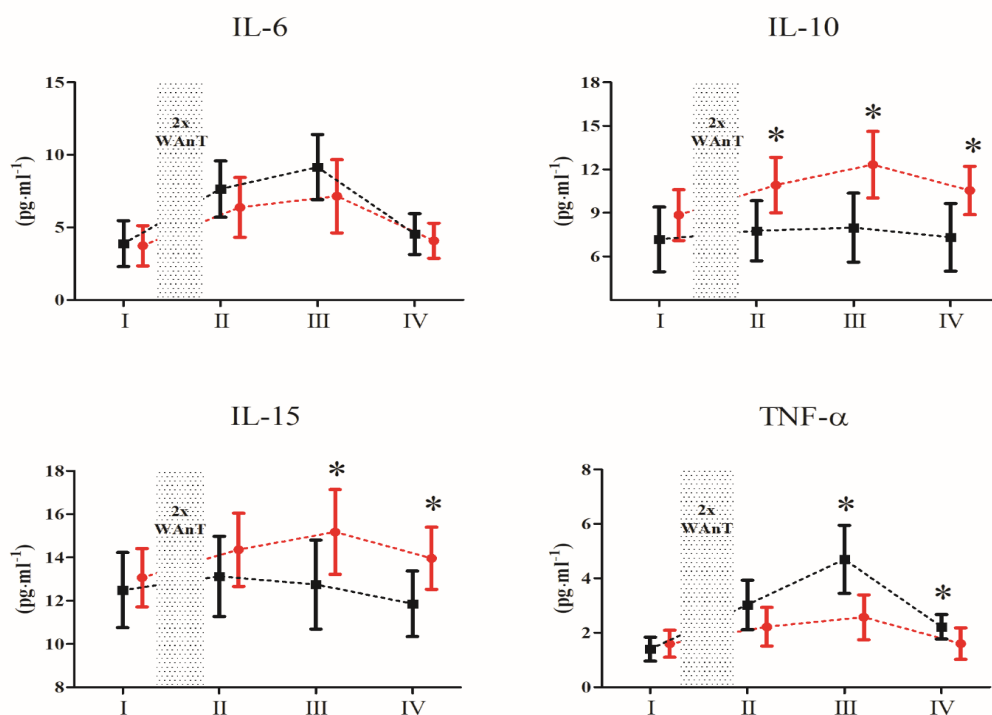 IL-6
15
10
5
0
(pg·ml⁻¹)
2x
WAnT
I II III IV
IL-10
18
15
12
9
6
(pg·ml⁻¹)
2x
WAnT
* * *
I II III IV
IL-15
18
16
14
12
10
8
(pg·ml⁻¹)
2x
WAnT
* *
I II III IV
TNF-α
8
6
4
2
0
(pg·ml⁻¹)
2x
WAnT
* *
I II III IV